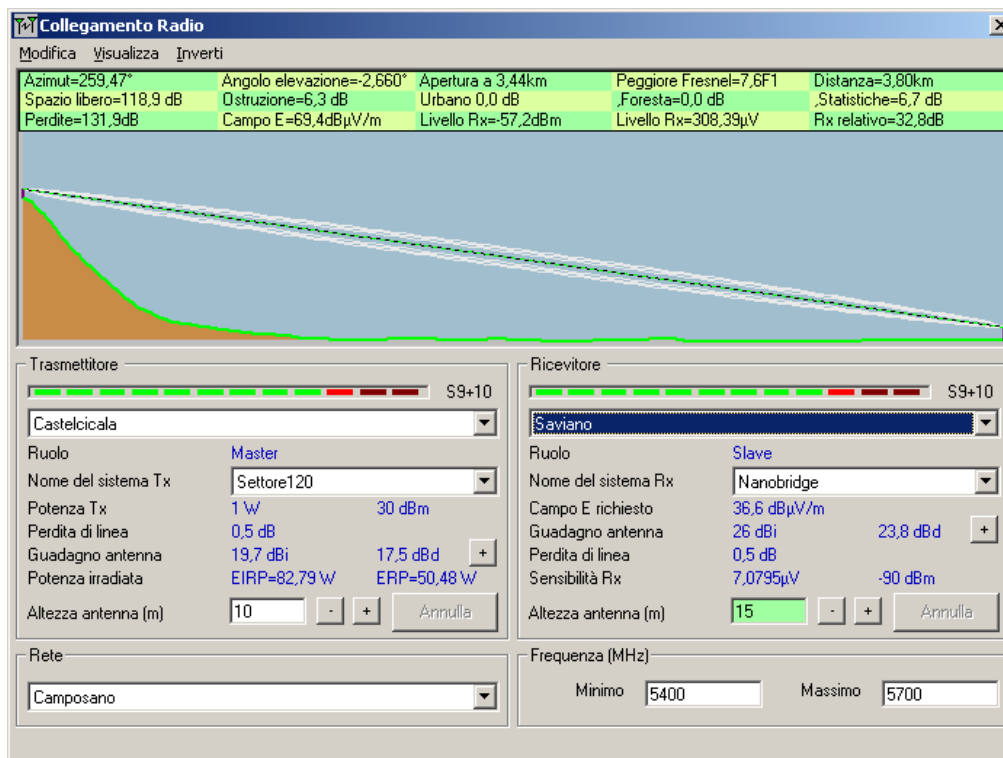 Collegamento Radio
Modifica Visualizza Inverti
Azimut=259,47° Angolo elevazione=-2,660° Apertura a 3,44km Peggiore Fresnel=7,6F1 Distanza=3,80km
Spazio libero=118,9 dB Ostruzione=6,3 dB Urbano 0,0 dB ,Foresta=0,0 dB ,Statistiche=6,7 dB
Perdite=131,9dB Campo E=69,4dBµV/m Livello Rx=-57,2dBm Livello Rx=308,39µV Rx relativo=32,8dB
Trasmettitore
S9+10
Castelcicala
Ruolo Master
Nome del sistema Tx Settore120
Potenza Tx 1 W 30 dBm
Perdita di linea 0,5 dB
Guadagno antenna 19,7 dBi 17,5 dBd +
Potenza irradiata EIRP=82,79 W ERP=50,48 W
Altezza antenna (m) 10 - + Annulla
Ricevitore
S9+10
Saviano
Ruolo Slave
Nome del sistema Rx Nanobridge
Campo E richiesto 36,6 dBµV/m
Guadagno antenna 26 dBi 23,8 dBd +
Perdita di linea 0,5 dB
Sensibilità Rx 7,0795µV -90 dBm
Altezza antenna (m) 15 - + Annulla
Rete
Camposano
Frequenza (MHz)
Minimo 5400 Massimo 5700